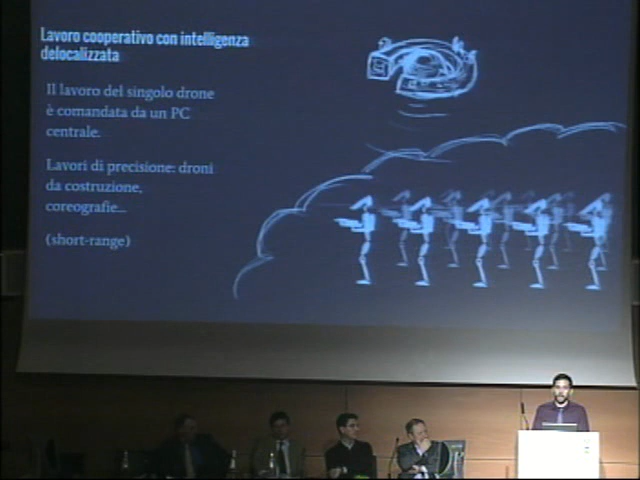 Lavoro cooperativo con intelligenza
delocalizzata
Il lavoro del singolo drone
è comandata da un PC
centrale.
Lavori di precisione: droni
da costruzione,
coreografie...
(short-range)